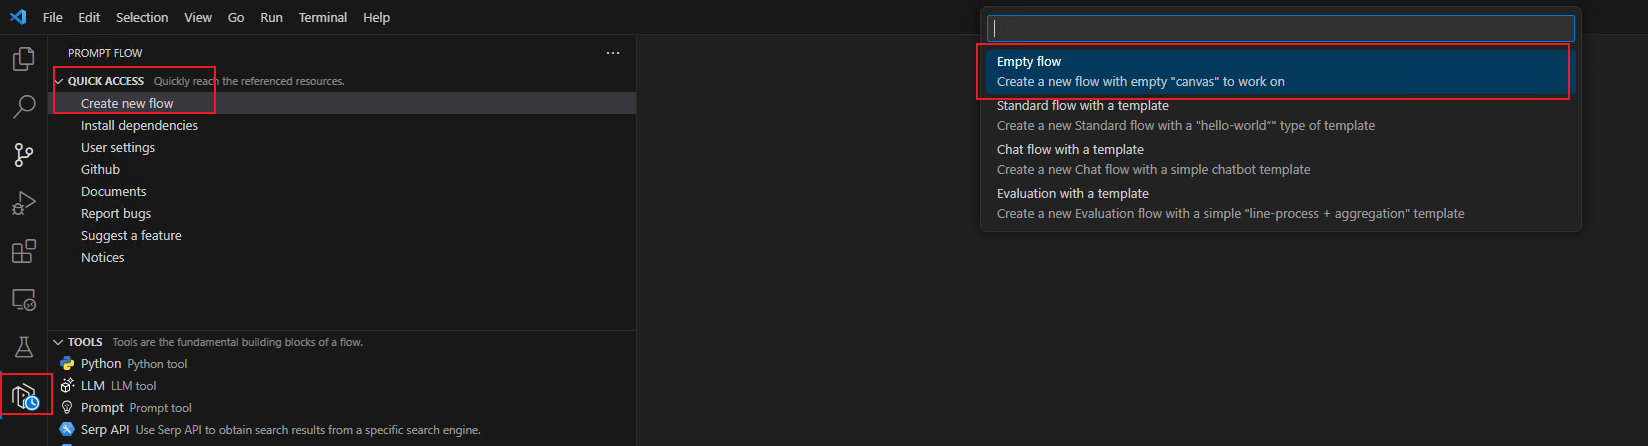 File Edit Selection View Go Run Terminal Help
PROMPT FLOW ...
QUICK ACCESS Quickly reach the referenced resources.
Create new flow
Install dependencies
User settings
Github
Documents
Report bugs
Suggest a feature
Notices
TOOLS Tools are the fundamental building blocks of a flow.
Python Python tool
LLM LLM tool
Prompt Prompt tool
Serp API Use Serp API to obtain search results from a specific search engine.
Empty flow
Create a new flow with empty "canvas" to work on
Standard flow with a template
Create a new Standard flow with a "hello-world"" type of template
Chat flow with a template
Create a new Chat flow with a simple chatbot template
Evaluation with a template
Create a new Evaluation flow with a simple "line-process + aggregation" template